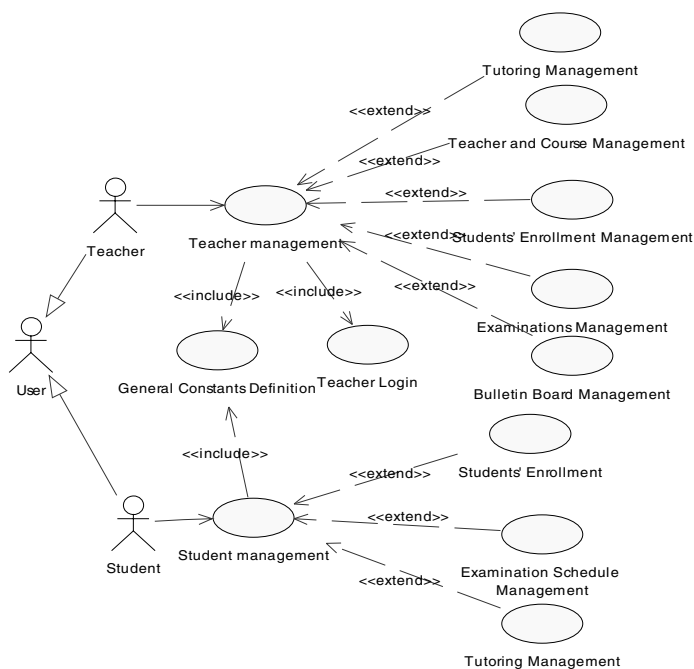 Tutoring Management
<<extend>>
Teacher and Course Management
<<extend>>
<<extend>>
Teacher
Teacher management
<<extend>>
Students' Enrollment Management
<<include>>
<<include>>
<<extend>>
Examinations Management
User
General Constants Definition
Teacher Login
Bulletin Board Management
<<include>>
<<extend>>
Students' Enrollment
<<extend>>
Student
Student management
Examination Schedule
Management
<<extend>>
Tutoring Management